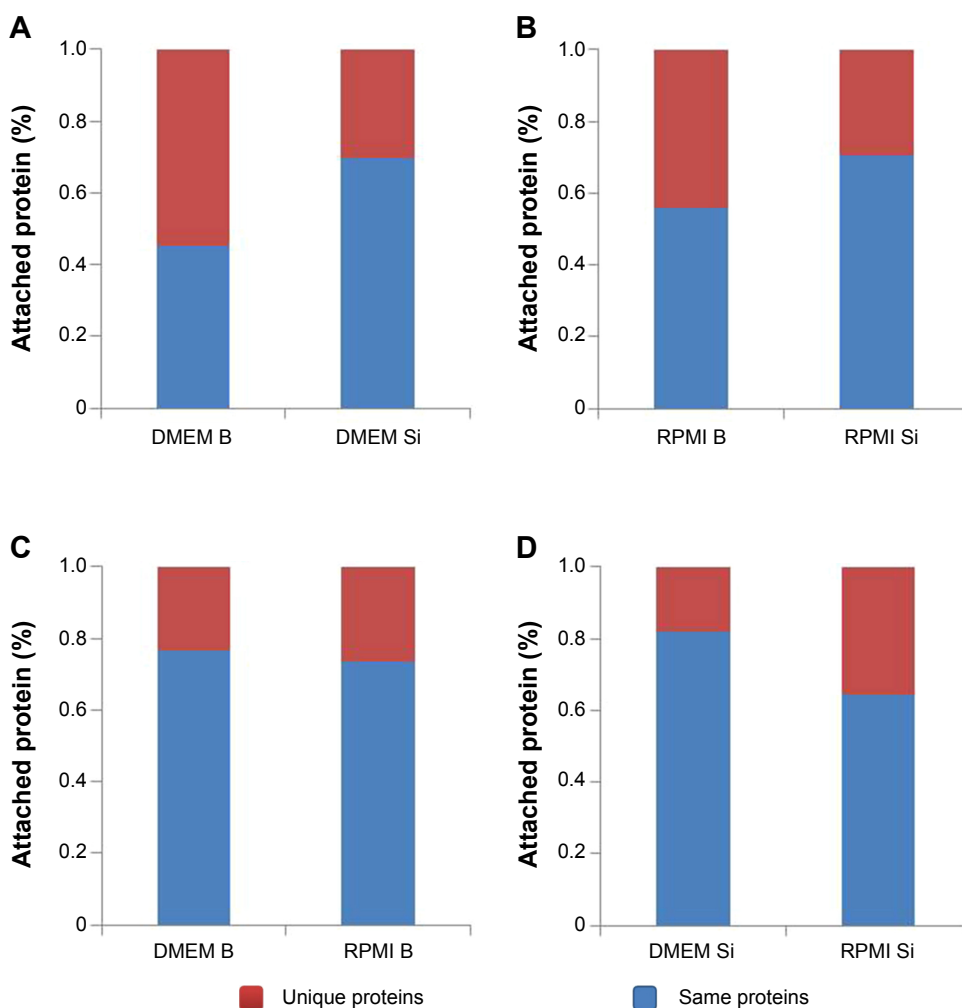 A
Attached protein (%)
1.0
0.8
0.6
0.4
0.2
0
DMEM B
DMEM Si
B
Attached protein (%)
1.0
0.8
0.6
0.4
0.2
0
RPMI B
RPMI Si
C
Attached protein (%)
1.0
0.8
0.6
0.4
0.2
0
DMEM B
RPMI B
D
Attached protein (%)
1.0
0.8
0.6
0.4
0.2
0
DMEM Si
RPMI Si
Unique proteins
Same proteins